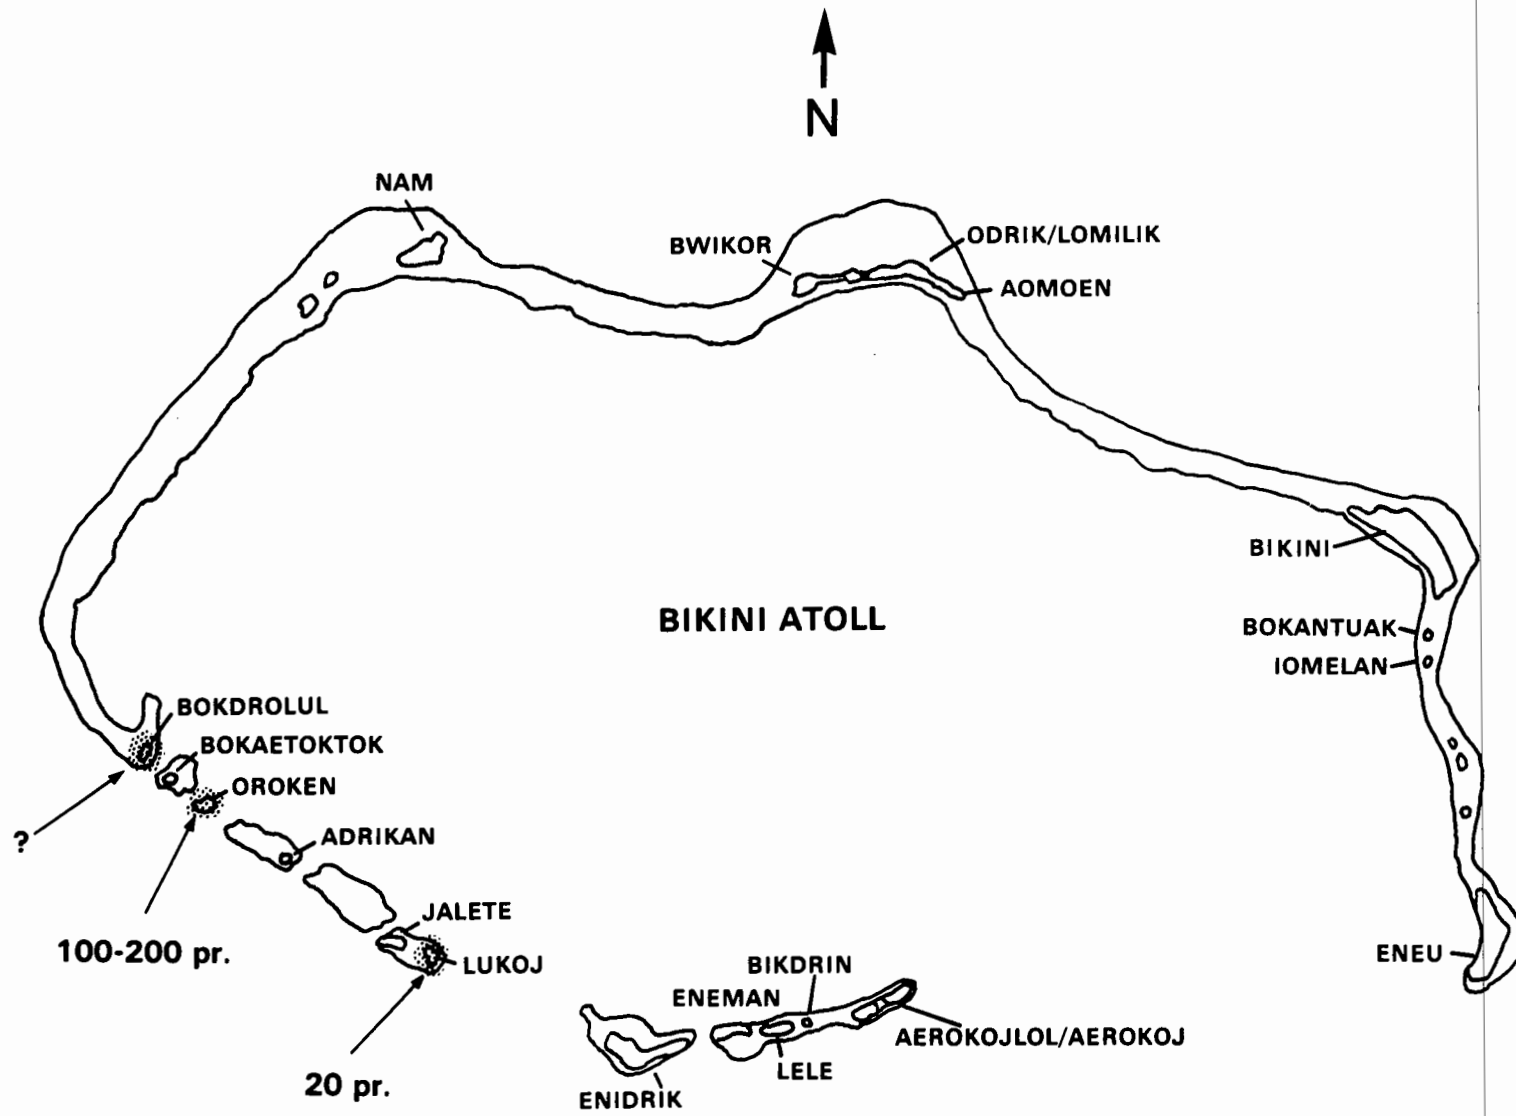 N
NAM
BWIKOR
ODRIK/LOMILIK
AOMOEN
BIKINI
BIKINI ATOLL
BOKANTUAK
IOMELAN
BOKDROLUL
BOKAETOKTOK
OROKEN
?
ADRIKAN
JALETE
100-200 pr.
LUKOJ
ENEU
BIKDRIN
ENEMAN
AEROKOJLOL/AEROKOJ
LELE
20 pr.
ENIDRIK